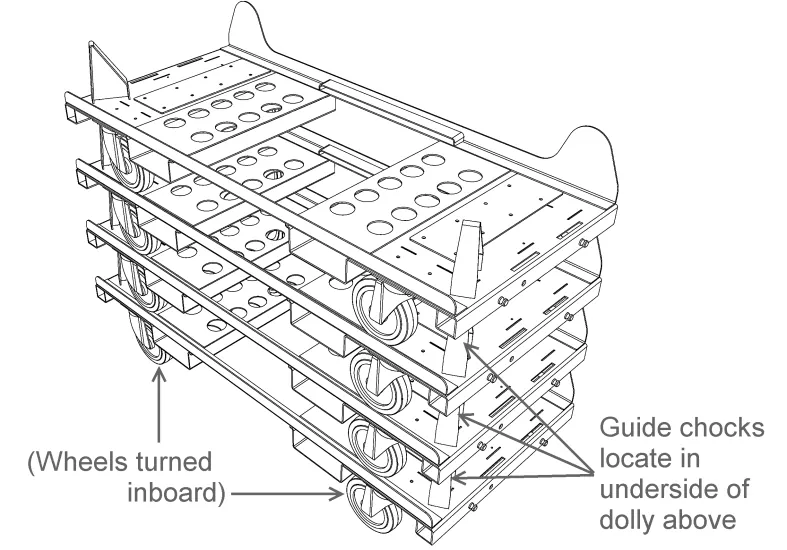 Guide chocks
locate in
underside of
dolly above
(Wheels turned
inboard)